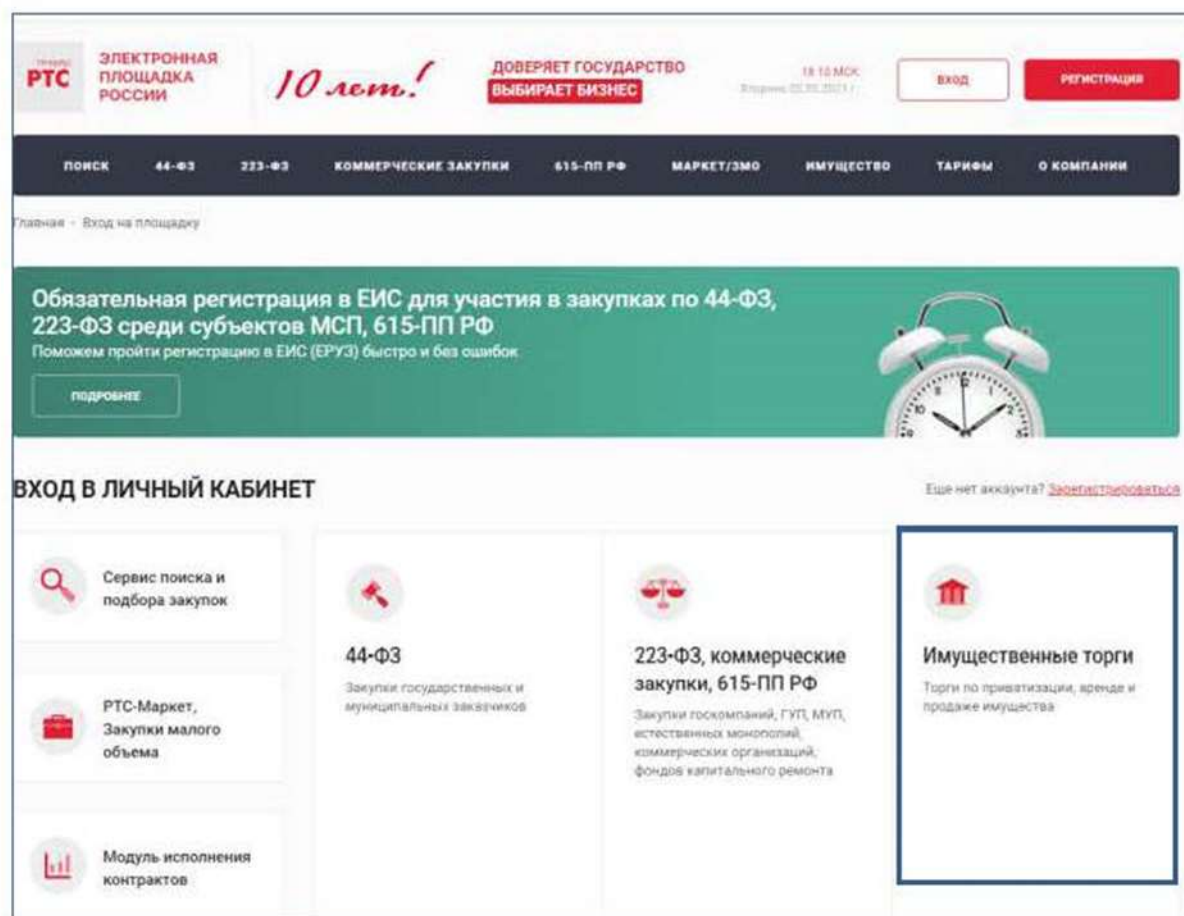 РТС
ЭЛЕКТРОННАЯ
ПЛОЩАДКА
РОССИИ
10 лет!
ДОВЕРЯЕТ ГОСУДАРСТВО
ВЫБИРАЕТ БИЗНЕС
МСК
ВХОД
РЕГИСТРАЦИЯ
ПОИСК 44-ФЗ 223-ФЗ КОММЕРЧЕСКИЕ ЗАКУПКИ 615-ПП РФ МАРКЕТ/ЗМО ИМУЩЕСТВО ТАРИФЫ О КОМПАНИИ
Главная - Вход на площадку
Обязательная регистрация в ЕИС для участия в закупках по 44-ФЗ,
223-ФЗ среди субъектов МСП, 615-ПП РФ
Поможем пройти регистрацию в ЕИС (ЕРУЗ) быстро и без ошибок
ПОДРОБНЕЕ
ВХОД В ЛИЧНЫЙ КАБИНЕТ
Еще нет аккаунта? Зарегистрироваться
Сервис поиска и
подбора закупок
РТС-Маркет,
Закупки малого
объема
Модуль исполнения
контрактов
44-ФЗ
Закупки государственных и
муниципальных заказчиков
223-ФЗ, коммерческие
закупки, 615-ПП РФ
Закупки госкомпаний, ГУП, МУП,
естественных монополий,
коммерческих организаций,
фондов капитального ремонта
Имущественные торги
Торги по приватизации, аренде и
продаже имущества